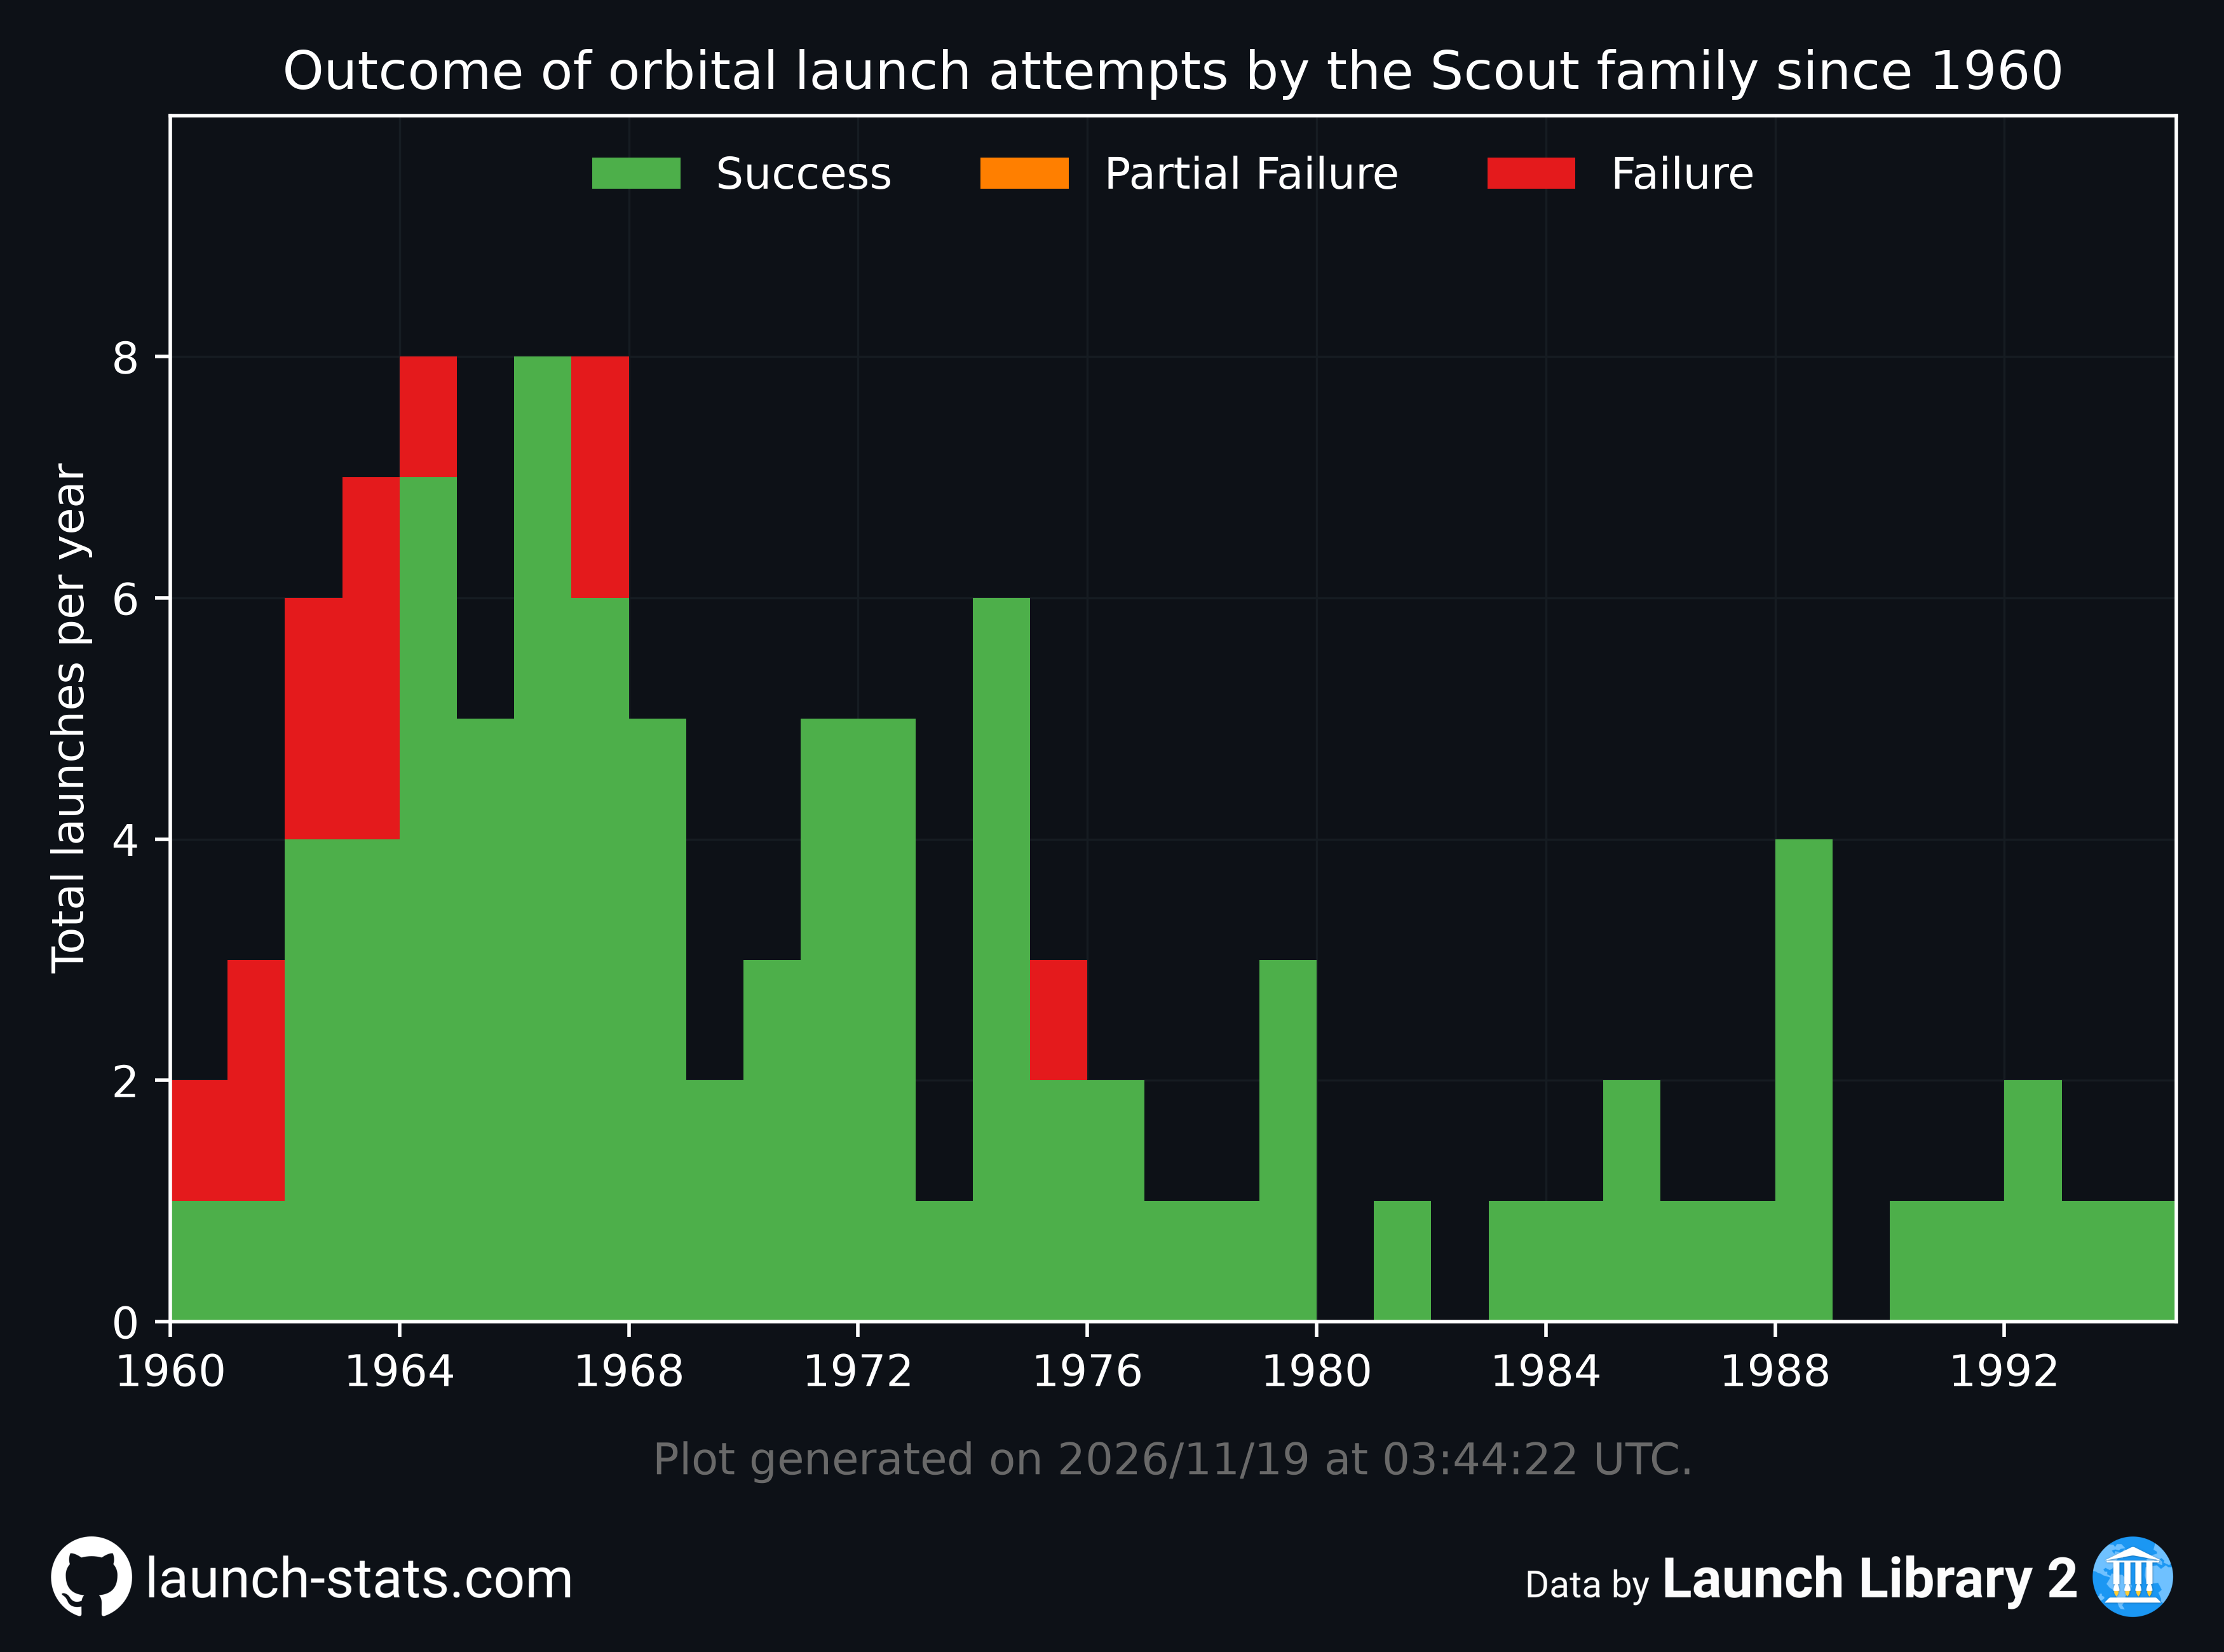 Outcome of orbital launch attempts by the Scout family since 1960
Success Partial Failure Failure
Total launches per year
8
6
4
2
0
1960 1964 1968 1972 1976 1980 1984 1988 1992
Plot generated on 2026/11/19 at 03:44:22 UTC.
launch-stats.com
Data by Launch Library 2